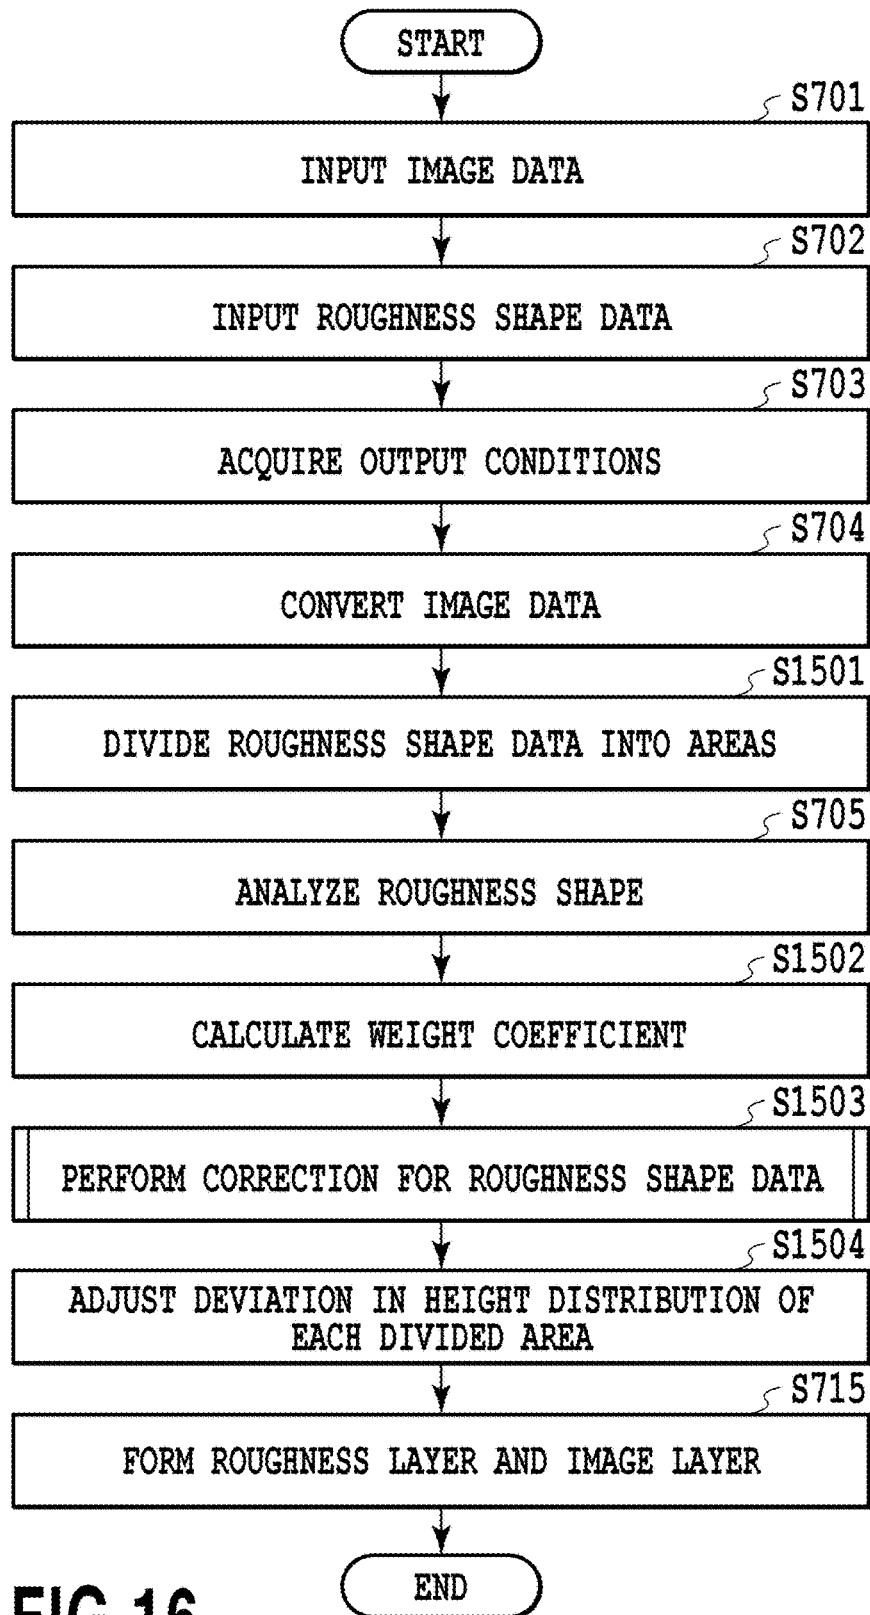 START
S701
INPUT IMAGE DATA
S702
INPUT ROUGHNESS SHAPE DATA
S703
ACQUIRE OUTPUT CONDITIONS
S704
CONVERT IMAGE DATA
S1501
DIVIDE ROUGHNESS SHAPE DATA INTO AREAS
S705
ANALYZE ROUGHNESS SHAPE
S1502
CALCULATE WEIGHT COEFFICIENT
S1503
PERFORM CORRECTION FOR ROUGHNESS SHAPE DATA
S1504
ADJUST DEVIATION IN HEIGHT DISTRIBUTION OF
EACH DIVIDED AREA
S715
FORM ROUGHNESS LAYER AND IMAGE LAYER
END
FIG.16